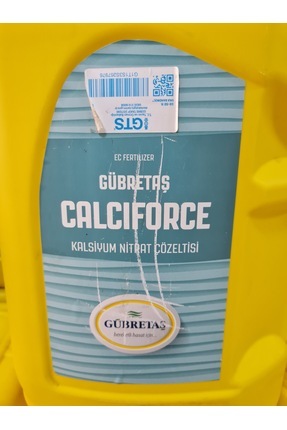 GTS
EC FERTILIZER
GÜBRETAŞ
CALCIFORCE
KALSİYUM NİTRAT ÇÖZELTİSİ
GÜBRETAŞ